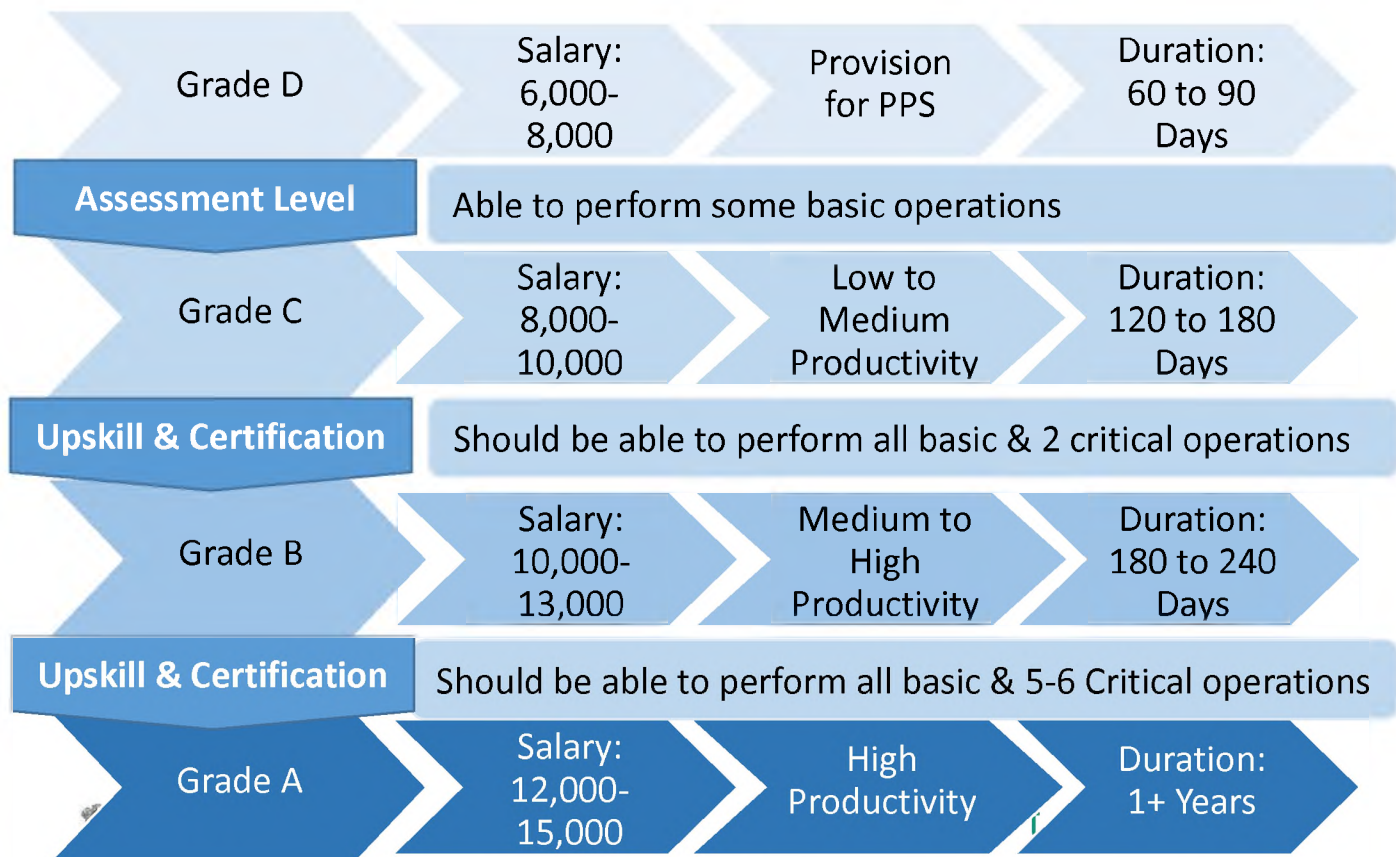 Grade D
Salary:
6,000-
8,000
Provision
for PPS
Duration:
60 to 90
Days
Assessment Level
Able to perform some basic operations
Grade C
Salary:
8,000-
10,000
Low to
Medium
Productivity
Duration:
120 to 180
Days
Upskill & Certification
Should be able to perform all basic & 2 critical operations
Grade B
Salary:
10,000-
13,000
Medium to
High
Productivity
Duration:
180 to 240
Days
Upskill & Certification
Should be able to perform all basic & 5-6 Critical operations
Grade A
Salary:
12,000-
15,000
High
Productivity
Duration:
1+ Years